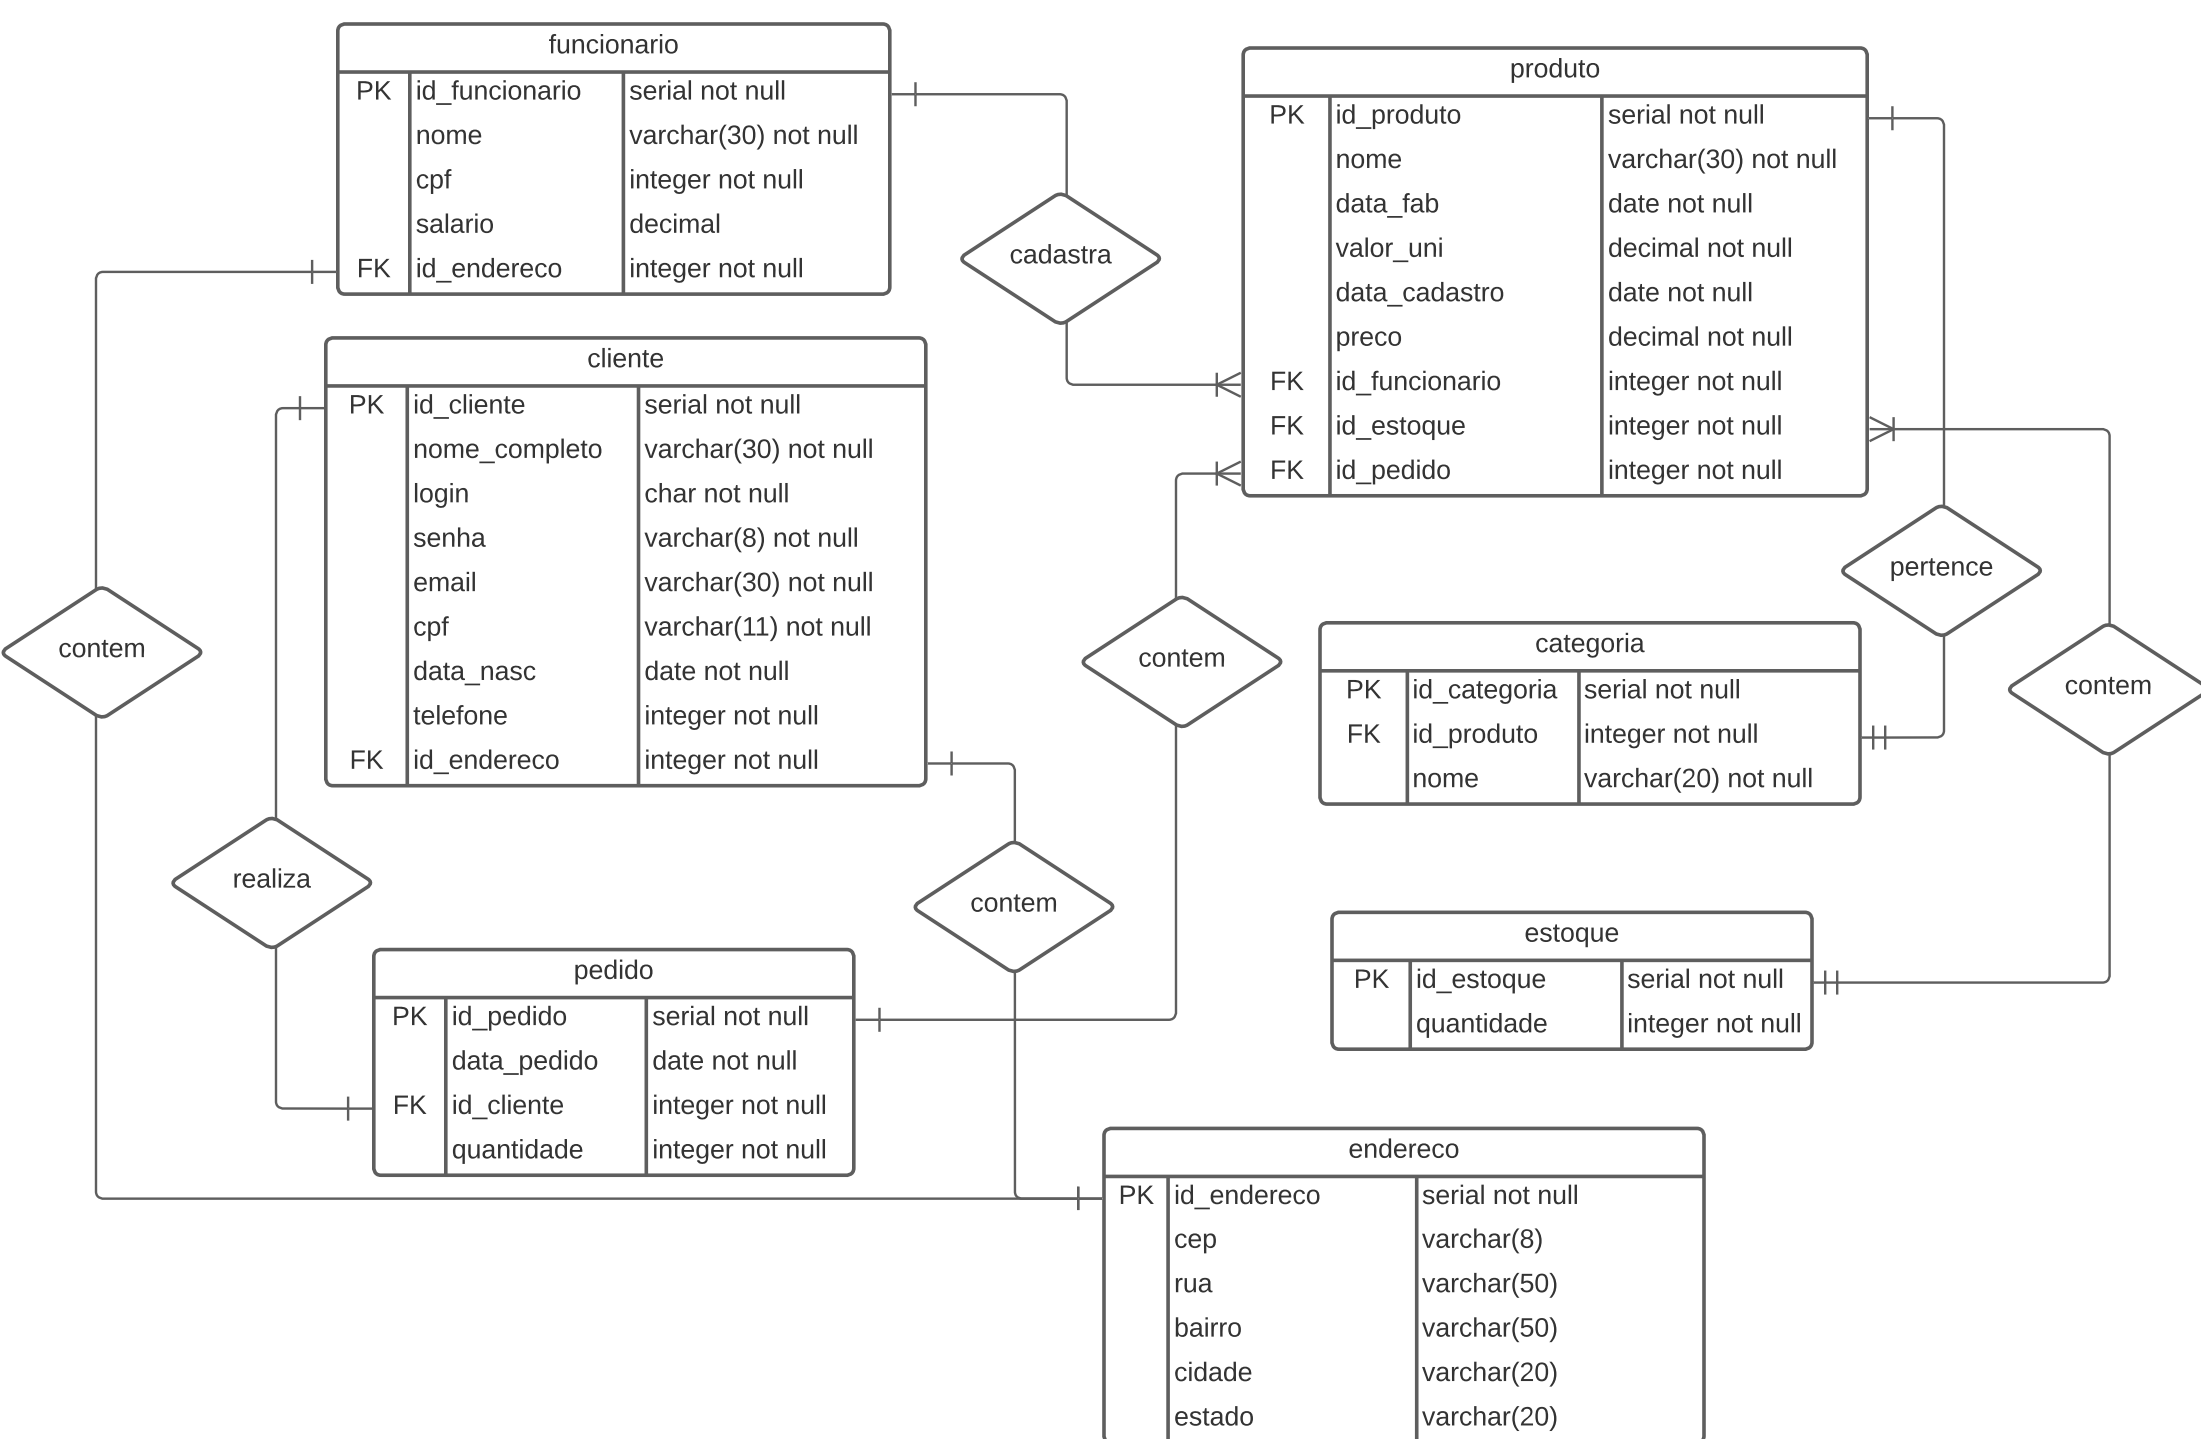 funcionario
PK id_funcionario serial not null
nome varchar(30) not null
cpf integer not null
salario decimal
FK id_endereco integer not null
produto
PK id_produto serial not null
nome varchar(30) not null
data_fab date not null
valor_uni decimal not null
data_cadastro date not null
preco decimal not null
FK id_funcionario integer not null
FK id_estoque integer not null
FK id_pedido integer not null
cadastra
cliente
PK id_cliente serial not null
nome_completo varchar(30) not null
login char not null
senha varchar(8) not null
email varchar(30) not null
cpf varchar(11) not null
data_nasc date not null
telefone integer not null
FK id_endereco integer not null
contem
contem
pertence
contem
categoria
PK id_categoria serial not null
FK id_produto integer not null
nome varchar(20) not null
realiza
contem
pedido
PK id_pedido serial not null
data_pedido date not null
FK id_cliente integer not null
quantidade integer not null
estoque
PK id_estoque serial not null
quantidade integer not null
endereco
PK id_endereco serial not null
cep varchar(8)
rua varchar(50)
bairro varchar(50)
cidade varchar(20)
estado varchar(20)